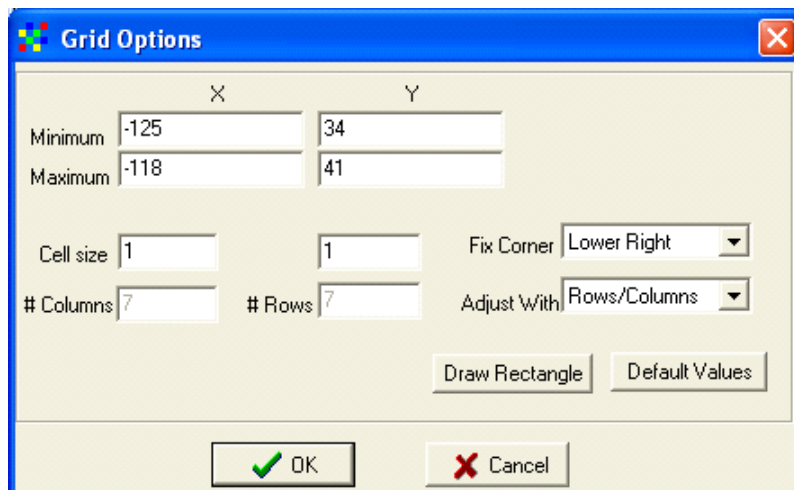 Grid Options
X Y
Minimum -125 34
Maximum -118 41
Cell size 1 1 Fix Corner Lower Right
# Columns 7 # Rows 7 Adjust With Rows/Columns
Draw Rectangle Default Values
OK Cancel